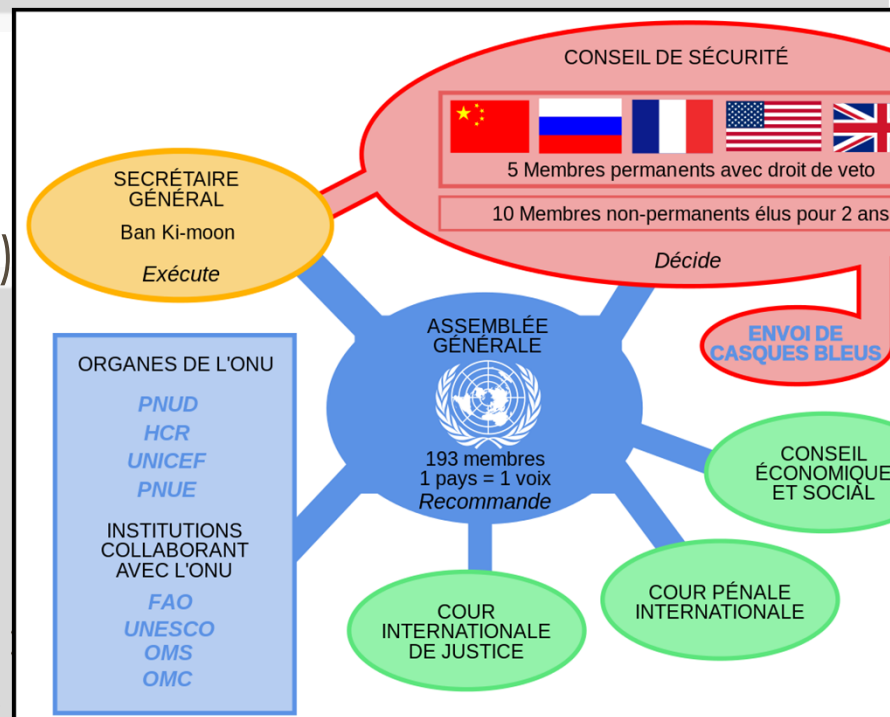 CONSEIL DE SÉCURITÉ
5 Membres permanents avec droit de veto
10 Membres non-permanents élus pour 2 ans
Décide
SECRÉTAIRE
GÉNÉRAL
Ban Ki-moon
Exécute
)
ENVOI DE
CASQUES BLEUS
ASSEMBLÉE
GÉNÉRALE
193 membres
1 pays = 1 voix
Recommande
ORGANES DE L'ONU
PNUD
HCR
UNICEF
PNUE
INSTITUTIONS
COLLABORANT
AVEC L'ONU
FAO
UNESCO
OMS
OMC
CONSEIL
ÉCONOMIQUE
ET SOCIAL
COUR PÉNALE
INTERNATIONALE
COUR
INTERNATIONALE
DE JUSTICE